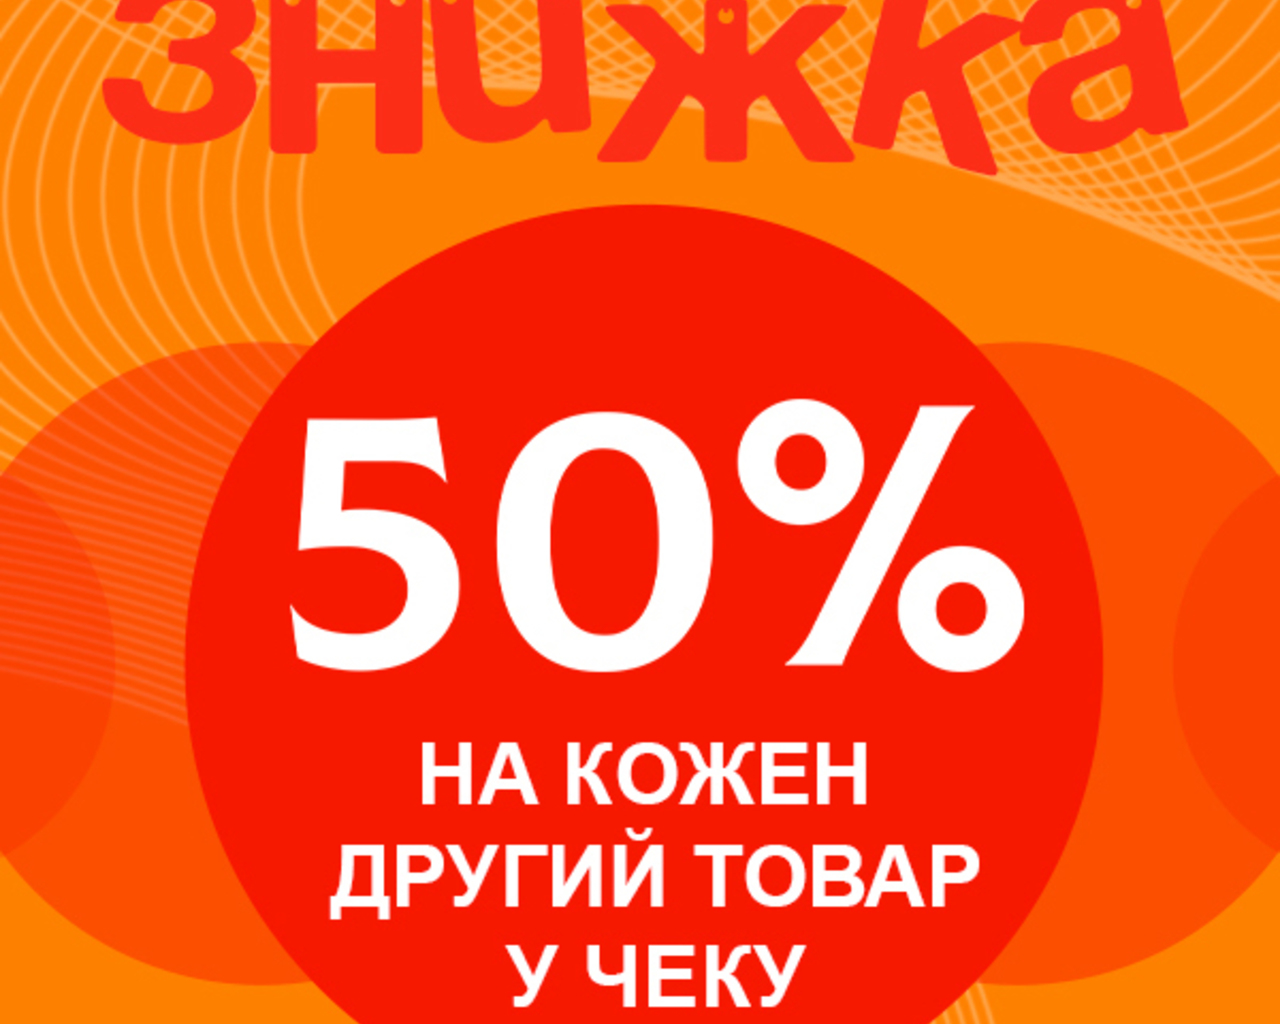 знижка
50%
НА КОЖЕН
ДРУГИЙ ТОВАР
У ЧЕКУ